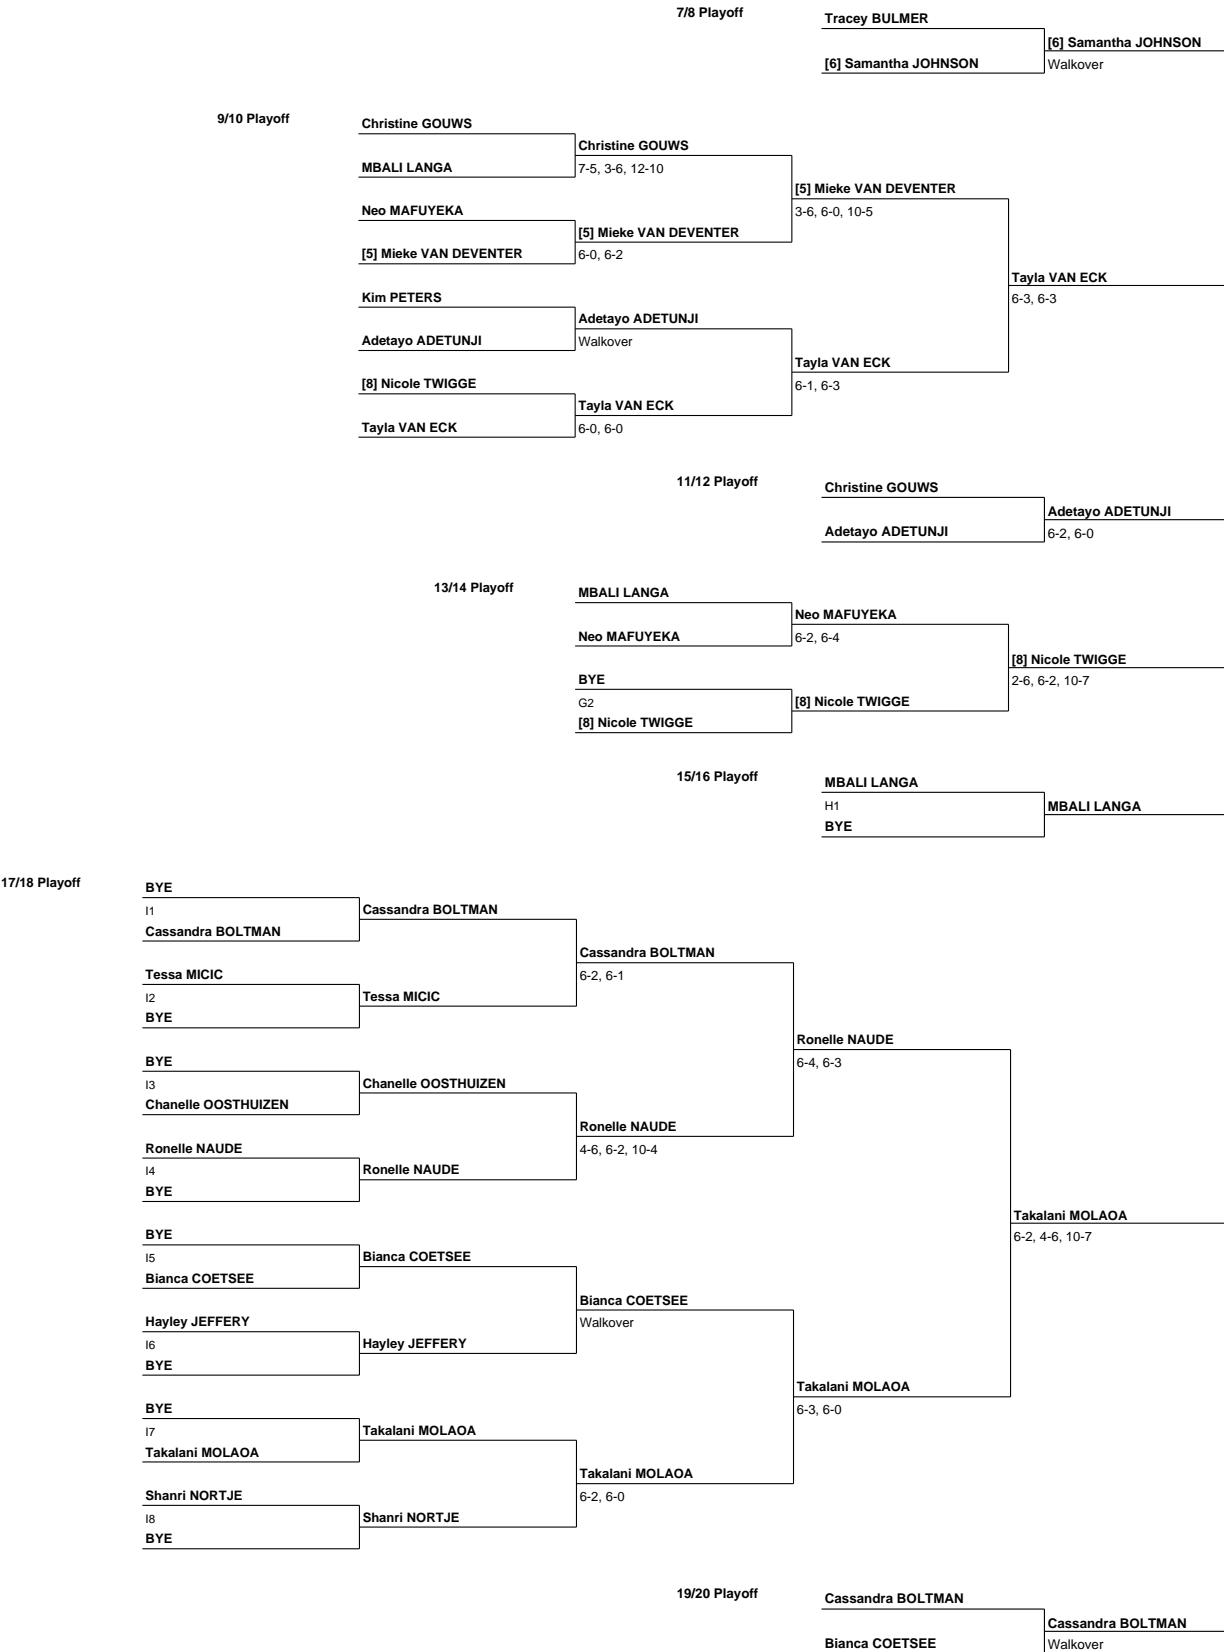 7/8 Playoff
Tracey BULMER
[6] Samantha JOHNSON
[6] Samantha JOHNSON
Walkover
9/10 Playoff
Christine GOUWS
Christine GOUWS
MBALI LANGA
7-5, 3-6, 12-10
[5] Mieke VAN DEVENTER
Neo MAFUYEKA
3-6, 6-0, 10-5
[5] Mieke VAN DEVENTER
[5] Mieke VAN DEVENTER
6-0, 6-2
Tayla VAN ECK
Kim PETERS
6-3, 6-3
Adetayo ADETUNJI
Adetayo ADETUNJI
Walkover
Tayla VAN ECK
[8] Nicole TWIGGE
6-1, 6-3
Tayla VAN ECK
Tayla VAN ECK
6-0, 6-0
11/12 Playoff
Christine GOUWS
Adetayo ADETUNJI
Adetayo ADETUNJI
6-2, 6-0
13/14 Playoff
MBALI LANGA
Neo MAFUYEKA
Neo MAFUYEKA
6-2, 6-4
[8] Nicole TWIGGE
BYE
2-6, 6-2, 10-7
G2
[8] Nicole TWIGGE
[8] Nicole TWIGGE
15/16 Playoff
MBALI LANGA
H1
MBALI LANGA
BYE
17/18 Playoff
BYE
I1
Cassandra BOLTMAN
Cassandra BOLTMAN
Cassandra BOLTMAN
Tessa MICIC
6-2, 6-1
I2
Tessa MICIC
BYE
Ronelle NAUDE
BYE
6-4, 6-3
I3
Chanelle OOSTHUIZEN
Chanelle OOSTHUIZEN
Ronelle NAUDE
Ronelle NAUDE
4-6, 6-2, 10-4
I4
Ronelle NAUDE
BYE
Takalani MOLAOA
BYE
6-2, 4-6, 10-7
I5
Bianca COETSEE
Bianca COETSEE
Bianca COETSEE
Hayley JEFFERY
Walkover
I6
Hayley JEFFERY
BYE
Takalani MOLAOA
BYE
6-3, 6-0
I7
Takalani MOLAOA
Takalani MOLAOA
Takalani MOLAOA
Shanri NORTJE
6-2, 6-0
I8
Shanri NORTJE
BYE
19/20 Playoff
Cassandra BOLTMAN
Cassandra BOLTMAN
Bianca COETSEE
Walkover